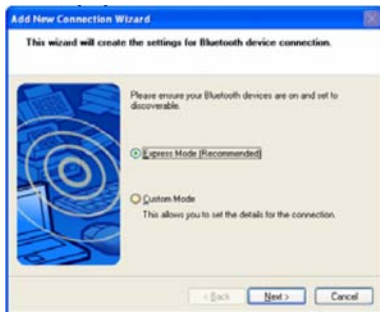 Add New Connection Wizard
This wizard will create the settings for Bluetooth device connection.
Please ensure your Bluetooth devices are on and set to
discoverable.
Express Mode (Recommended)
Custom Mode
This allows you to set the details for the connection.
< Back Next > Cancel